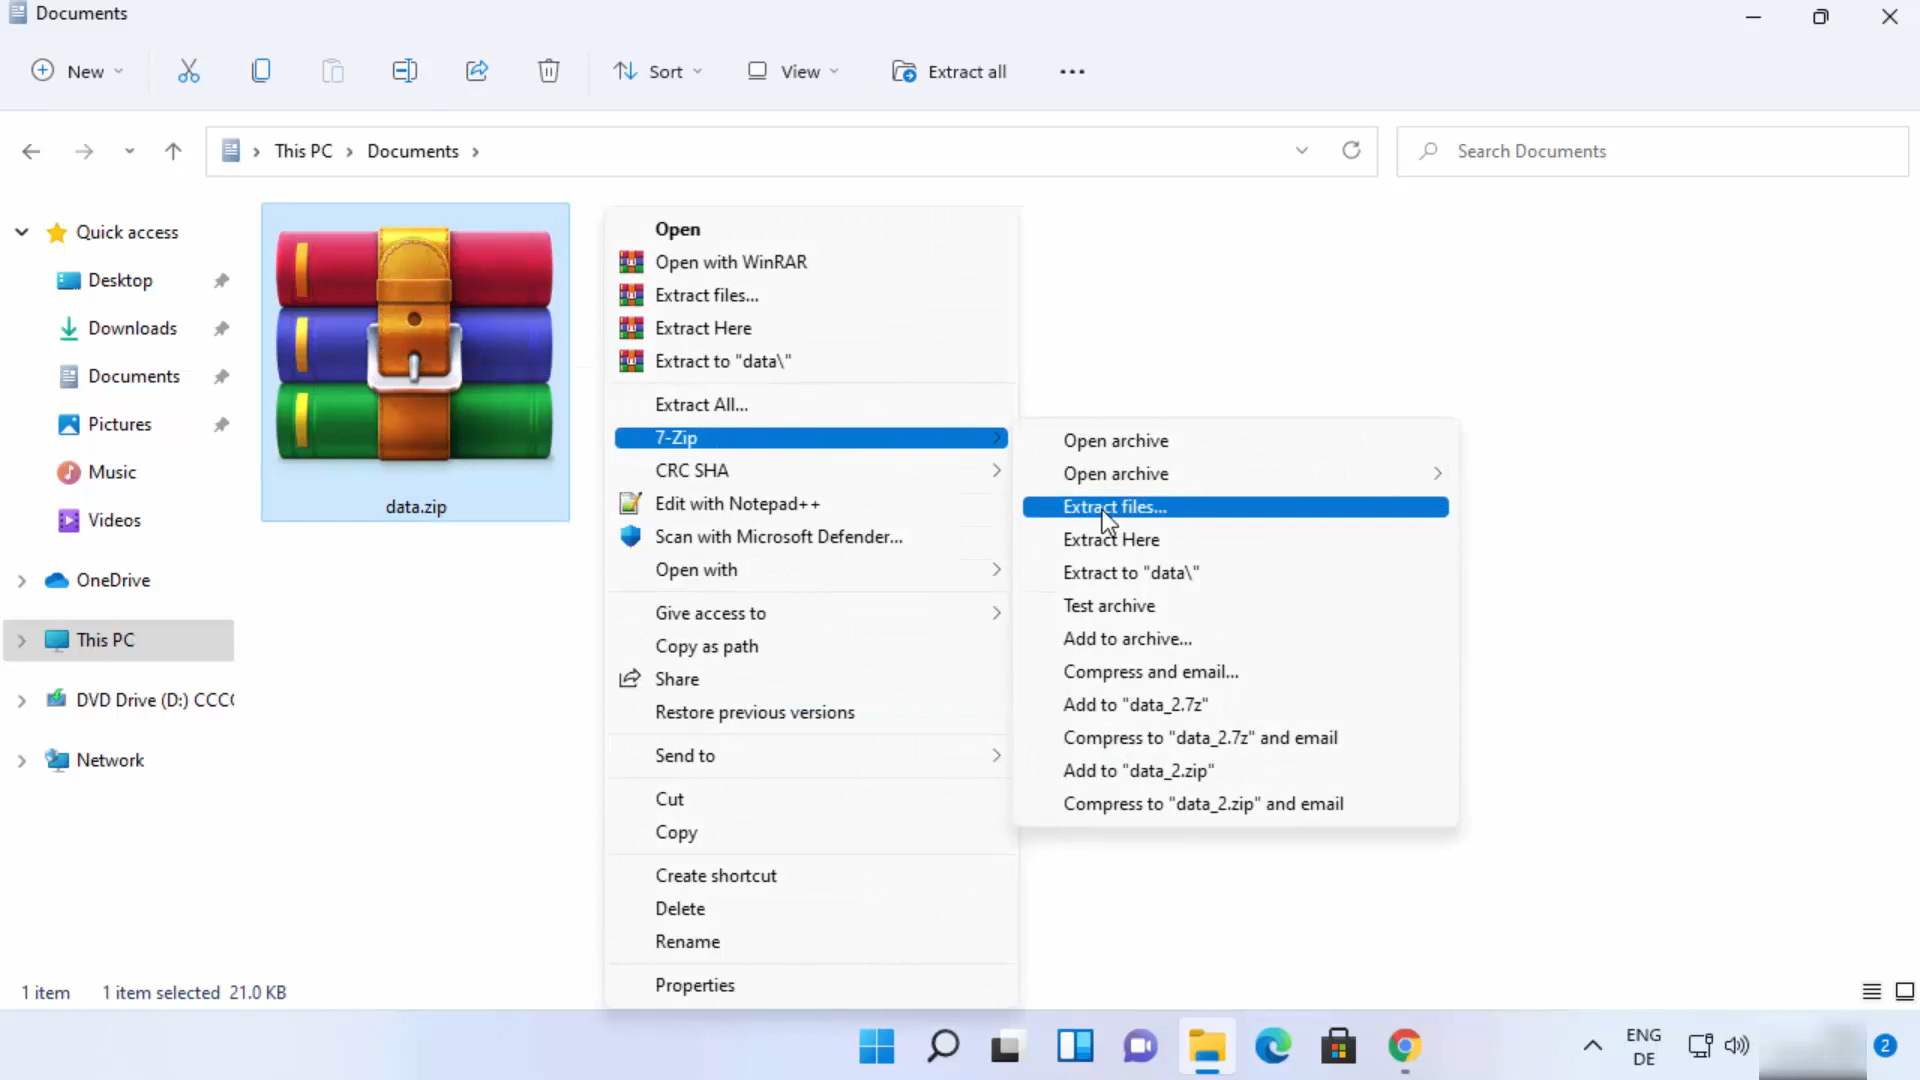 Documents
New
Sort
View
Extract all
This PC
Documents
Search Documents
Quick access
Desktop
Downloads
Documents
Pictures
Music
Videos
OneDrive
This PC
DVD Drive (D:) CCC
Network
data.zip
Open
Open with WinRAR
Extract files...
Extract Here
Extract to "data\"
Extract All...
7-Zip
CRC SHA
Edit with Notepad++
Scan with Microsoft Defender...
Open with
Give access to
Copy as path
Share
Restore previous versions
Send to
Cut
Copy
Create shortcut
Delete
Rename
Properties
Open archive
Open archive
Extract files...
Extract Here
Extract to "data\"
Test archive
Add to archive...
Compress and email...
Add to "data_2.7z"
Compress to "data_2.7z" and email
Add to "data_2.zip"
Compress to "data_2.zip" and email
1 item 1 item selected 21.0 KB
ENG
DE
2